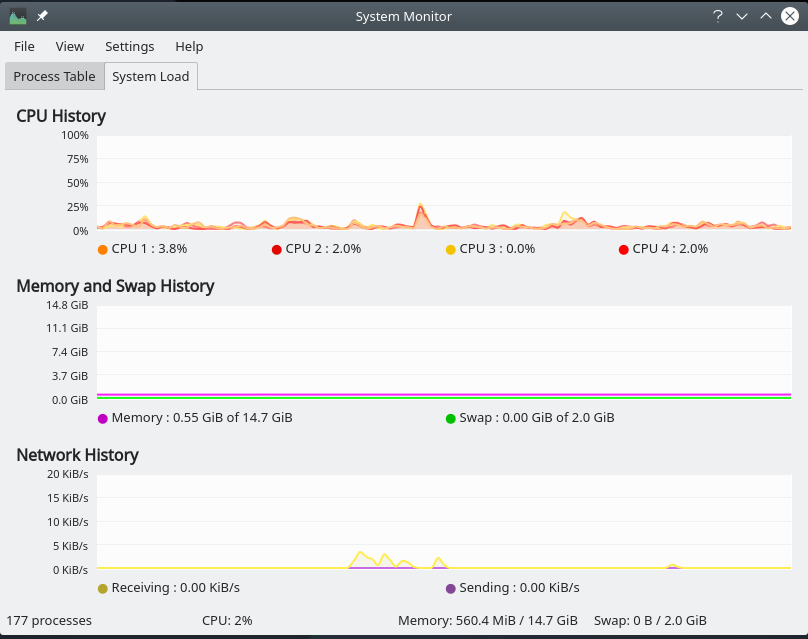 System Monitor
File View Settings Help
Process Table System Load
CPU History
100%
75%
50%
25%
0%
CPU 1 : 3.8% CPU 2 : 2.0% CPU 3 : 0.0% CPU 4 : 2.0%
Memory and Swap History
14.8 GiB
11.1 GiB
7.4 GiB
3.7 GiB
0.0 GiB
Memory : 0.55 GiB of 14.7 GiB Swap : 0.00 GiB of 2.0 GiB
Network History
20 KiB/s
15 KiB/s
10 KiB/s
5 KiB/s
0 KiB/s
Receiving : 0.00 KiB/s Sending : 0.00 KiB/s
177 processes CPU: 2% Memory: 560.4 MiB / 14.7 GiB Swap: 0 B / 2.0 GiB